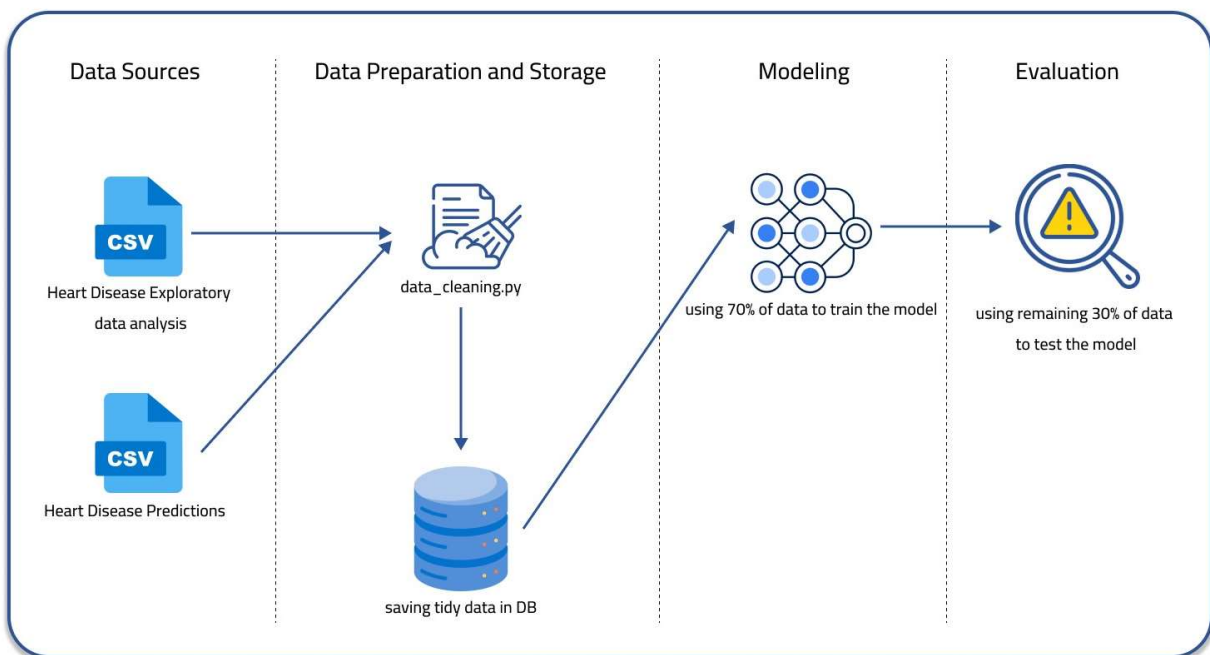 Data Sources
Data Preparation and Storage
Modeling
Evaluation
CSV
Heart Disease Exploratory
data analysis
CSV
Heart Disease Predictions
data_cleaning.py
saving tidy data in DB
using 70% of data to train the model
using remaining 30% of data
to test the model